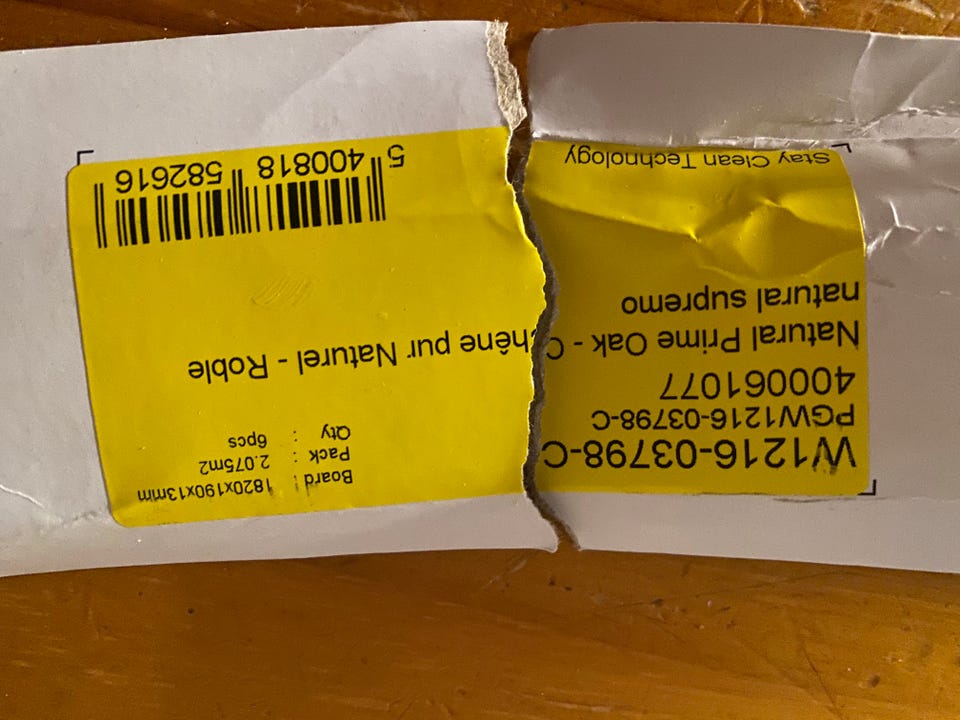 W1216-03798-C
PGW1216-03798-C
400061077
Natural Prime Oak - Chêne pur Naturel - Roble
natural supremo
Stay Clean Technology
Board : 1820x190x13mm
Pack : 2.075m2
Qty : 6pcs
5 400818 582616